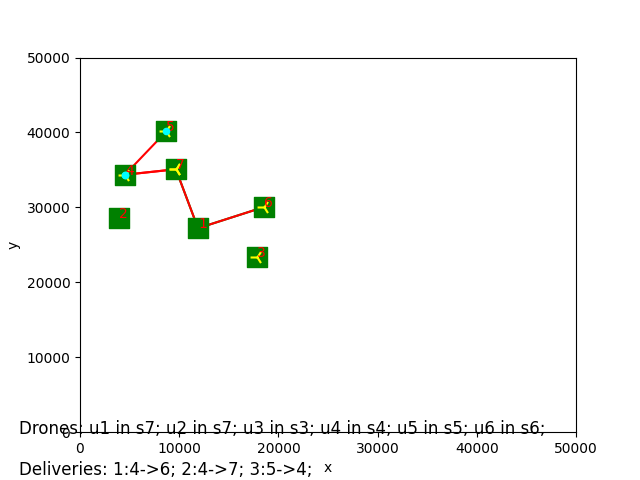 50000
40000
30000
20000
10000
0
y
0 10000 20000 30000 40000 50000
x
Drones: u1 in s7; u2 in s7; u3 in s3; u4 in s4; u5 in s5; u6 in s6;
Deliveries: 1:4->6; 2:4->7; 3:5->4;